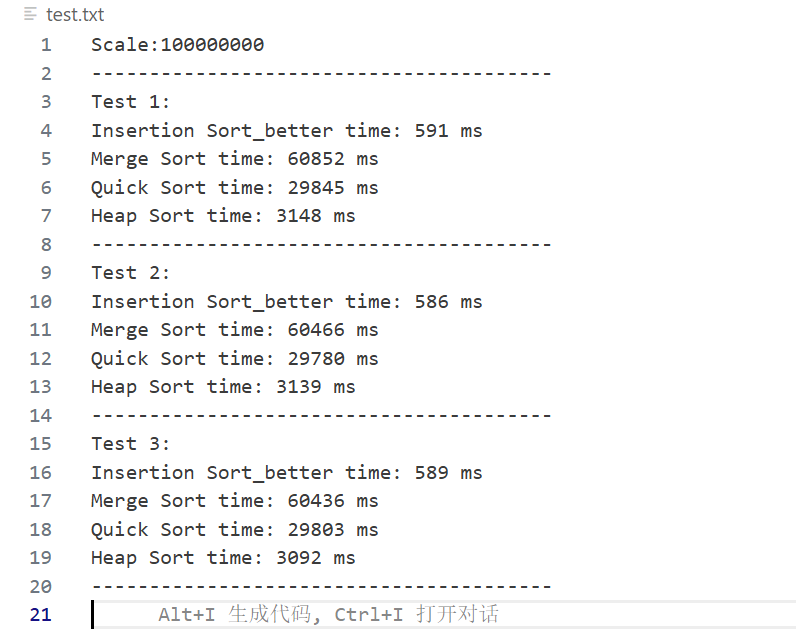 test.txt
1 Scale:100000000
2 ----------------------------------------
3 Test 1:
4 Insertion Sort_better time: 591 ms
5 Merge Sort time: 60852 ms
6 Quick Sort time: 29845 ms
7 Heap Sort time: 3148 ms
8 ----------------------------------------
9 Test 2:
10 Insertion Sort_better time: 586 ms
11 Merge Sort time: 60466 ms
12 Quick Sort time: 29780 ms
13 Heap Sort time: 3139 ms
14 ----------------------------------------
15 Test 3:
16 Insertion Sort_better time: 589 ms
17 Merge Sort time: 60436 ms
18 Quick Sort time: 29803 ms
19 Heap Sort time: 3092 ms
20 ----------------------------------------
21 Alt+I 生成代码, Ctrl+I 打开对话